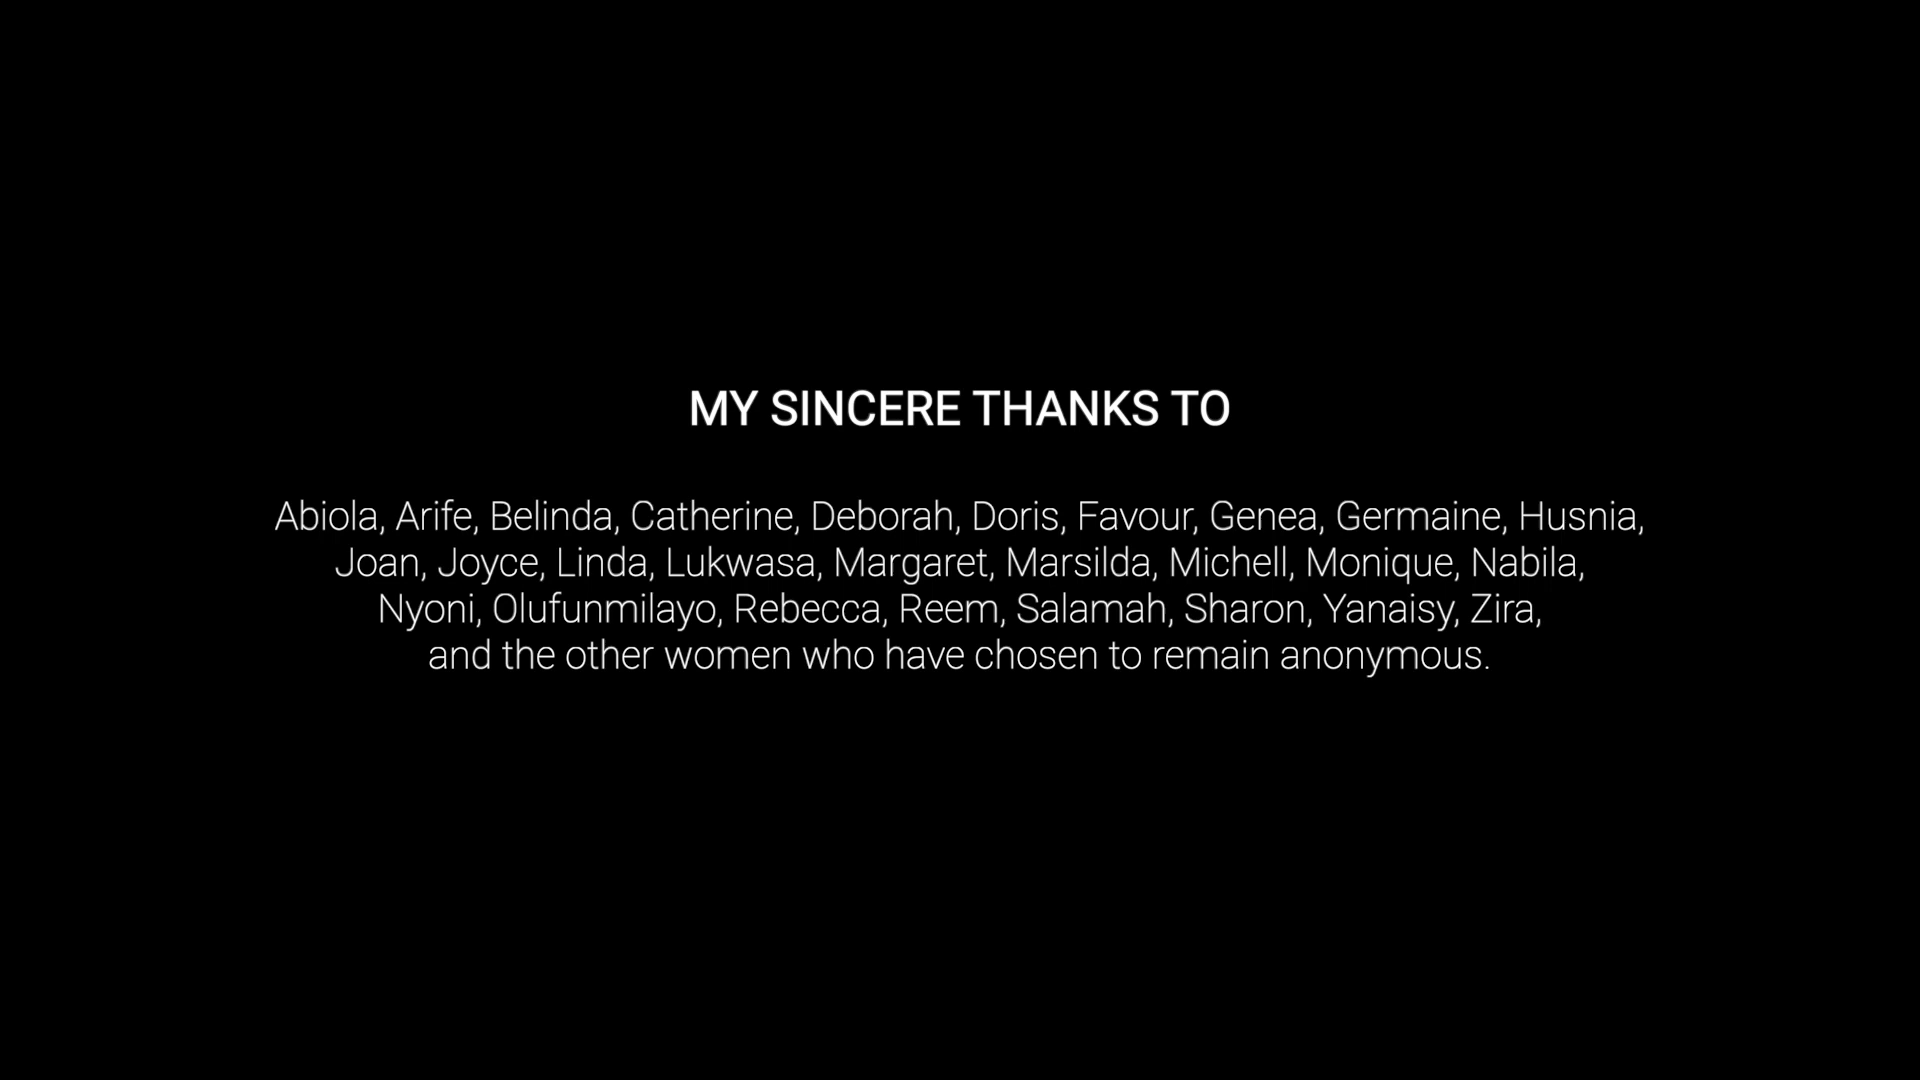 MY SINCERE THANKS TO
Abiola, Arife, Belinda, Catherine, Deborah, Doris, Favour, Genea, Germaine, Husnia,
Joan, Joyce, Linda, Lukwasa, Margaret, Marsilda, Michell, Monique, Nabila,
Nyoni, Olufunmilayo, Rebecca, Reem, Salamah, Sharon, Yanaisy, Zira,
and the other women who have chosen to remain anonymous.